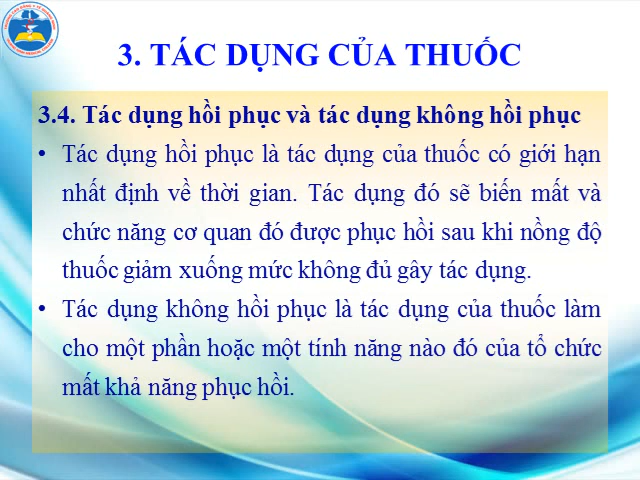 3. TÁC DỤNG CỦA THUỐC
3.4. Tác dụng hồi phục và tác dụng không hồi phục
• Tác dụng hồi phục là tác dụng của thuốc có giới hạn
nhất định về thời gian. Tác dụng đó sẽ biến mất và
chức năng cơ quan đó được phục hồi sau khi nồng độ
thuốc giảm xuống mức không đủ gây tác dụng.
• Tác dụng không hồi phục là tác dụng của thuốc làm
cho một phần hoặc một tính năng nào đó của tổ chức
mất khả năng phục hồi.